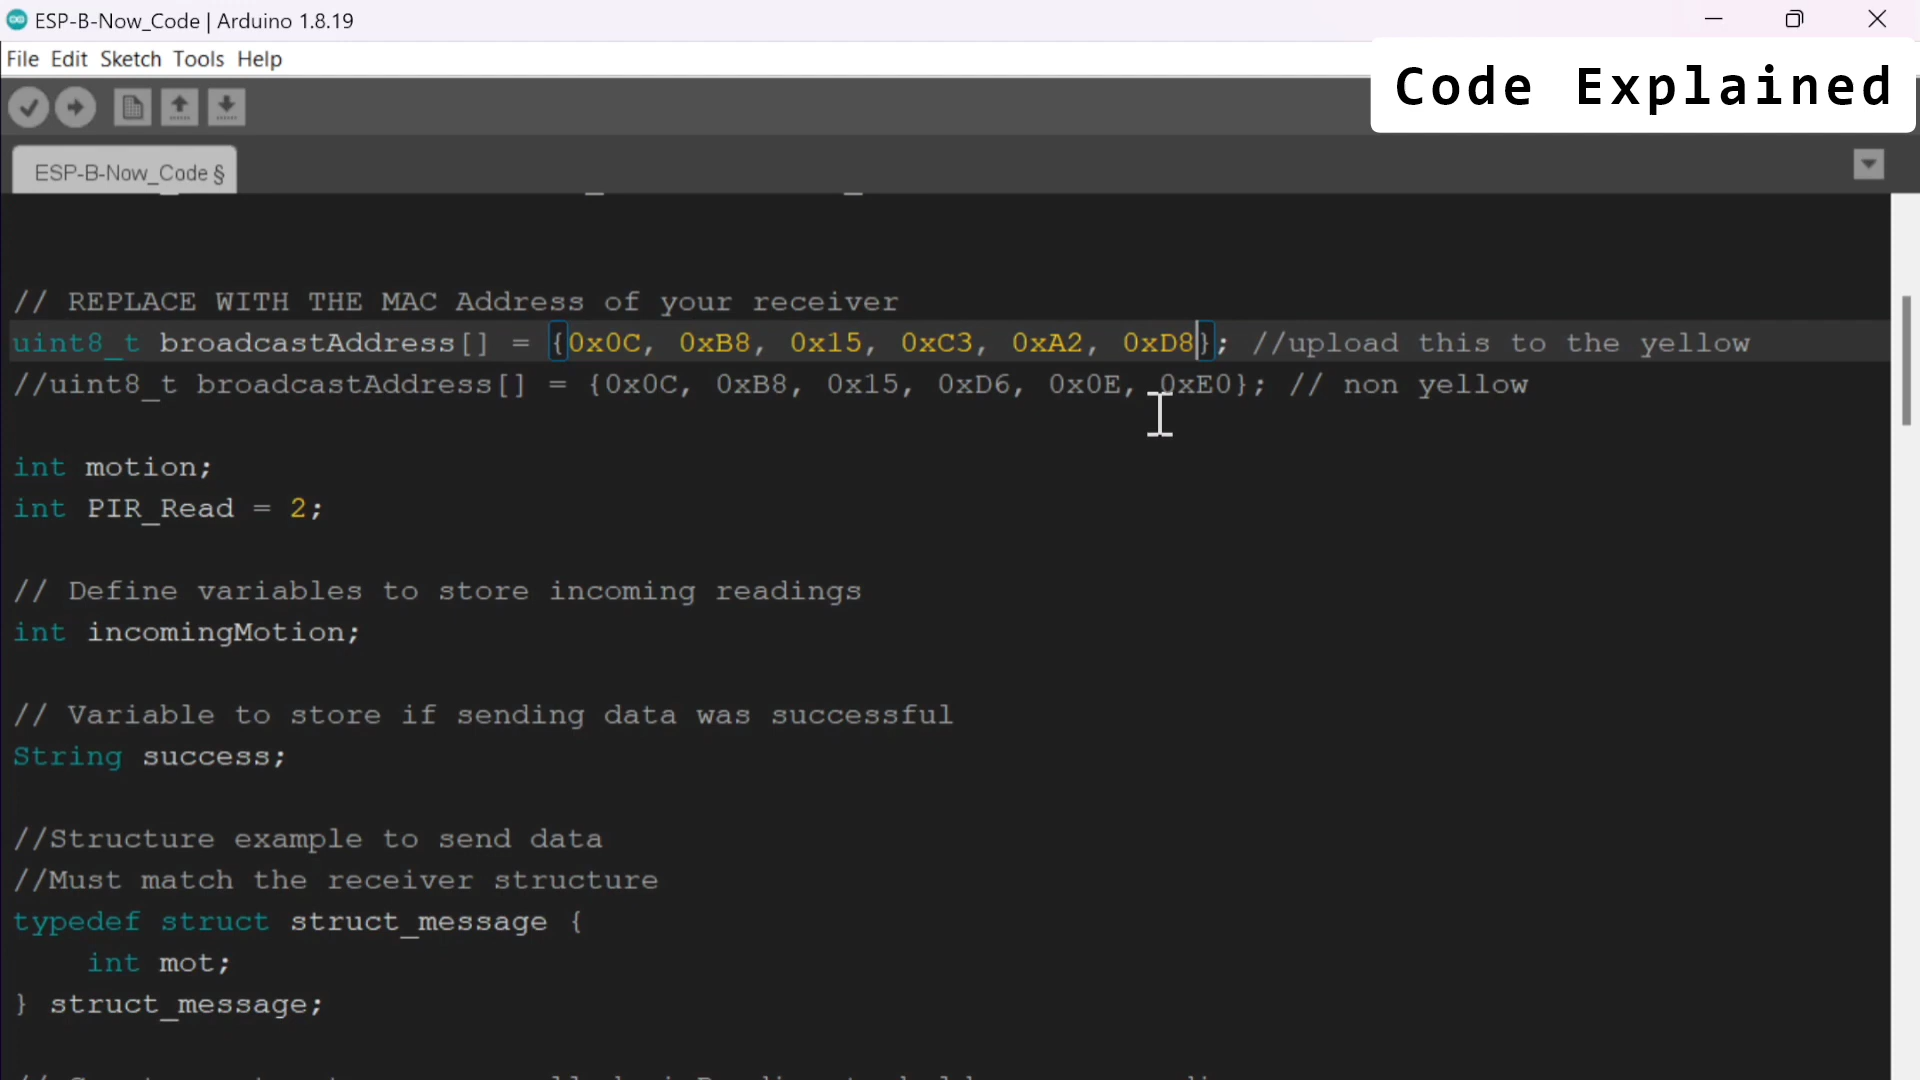 ESP-B-Now_Code | Arduino 1.8.19
File Edit Sketch Tools Help
Code Explained
ESP-B-Now_Code §
// REPLACE WITH THE MAC Address of your receiver
uint8_t broadcastAddress[] = {0x0C, 0xB8, 0x15, 0xC3, 0xA2, 0xD8}; //upload this to the yellow
//uint8_t broadcastAddress[] = {0x0C, 0xB8, 0x15, 0xD6, 0x0E, 0xE0}; // non yellow
int motion;
int PIR_Read = 2;
// Define variables to store incoming readings
int incomingMotion;
// Variable to store if sending data was successful
String success;
//Structure example to send data
//Must match the receiver structure
typedef struct struct_message {
int mot;
} struct_message;